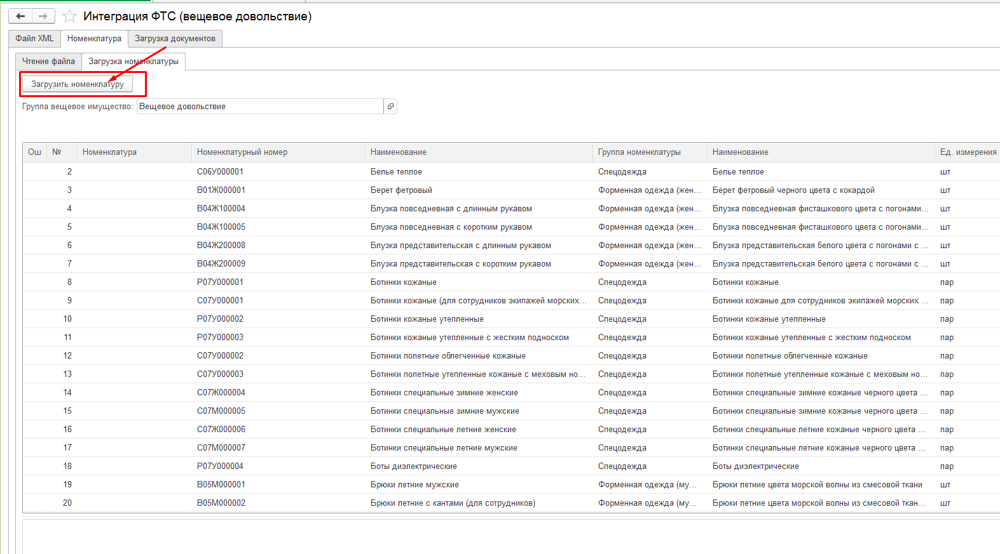 Интеграция ФТС (вещевое довольствие)
Файл XML Номенклатура Загрузка документов
Чтение файла Загрузка номенклатуры
Загрузить номенклатуру
Группа вещевое имущество: Вещевое довольствие
Ош № Номенклатура Номенклатурный номер Наименование Группа номенклатуры Наименование Ед. измерения
2 С06У000001 Белье теплое Спецодежда Белье теплое шт
3 В01Ж000001 Берет фетровый Форменная одежда (жен... Берет фетровый черного цвета с кокардой шт
4 В04Ж100004 Блузка повседневная с длинным рукавом Форменная одежда (жен... Блузка повседневная фисташкового цвета с погонами... шт
5 В04Ж100005 Блузка повседневная с коротким рукавом Форменная одежда (жен... Блузка повседневная фисташкового цвета с погонами... шт
6 В04Ж200008 Блузка представительская с длинным рукавом Форменная одежда (жен... Блузка представительская белого цвета с погонами с ... шт
7 В04Ж200009 Блузка представительская с коротким рукавом Форменная одежда (жен... Блузка представительская белого цвета с погонами с ... шт
8 Р07У000001 Ботинки кожаные Спецодежда Ботинки кожаные пар
9 С07У000001 Ботинки кожаные (для сотрудников экипажей морских... Спецодежда Ботинки кожаные для сотрудников экипажей морских ... пар
10 Р07У000002 Ботинки кожаные утепленные Спецодежда Ботинки кожаные утепленные пар
11 Р07У000003 Ботинки кожаные утепленные с жестким подноском Спецодежда Ботинки кожаные утепленные с жестким подноском пар
12 С07У000002 Ботинки полетные облегченные кожаные Спецодежда Ботинки полетные облегченные кожаные пар
13 С07У000003 Ботинки полетные утепленные кожаные с меховым но... Спецодежда Ботинки полетные утепленные кожаные с меховым но... пар
14 С07Ж000004 Ботинки специальные зимние женские Спецодежда Ботинки специальные зимние кожаные черного цвета ... пар
15 С07М000005 Ботинки специальные зимние мужские Спецодежда Ботинки специальные зимние кожаные черного цвета ... пар
16 С07Ж000006 Ботинки специальные летние женские Спецодежда Ботинки специальные летние кожаные черного цвета ... пар
17 С07М000007 Ботинки специальные летние мужские Спецодежда Ботинки специальные летние кожаные черного цвета ... пар
18 Р07У000004 Боты диэлектрические Спецодежда Боты диэлектрические пар
19 В05М000001 Брюки летние мужские Форменная одежда (му... Брюки летние цвета морской волны из смесовой ткани шт
20 В05М000002 Брюки летние с кантами (для сотрудников) Форменная одежда (му... Брюки летние цвета морской волны из смесовой ткан... шт